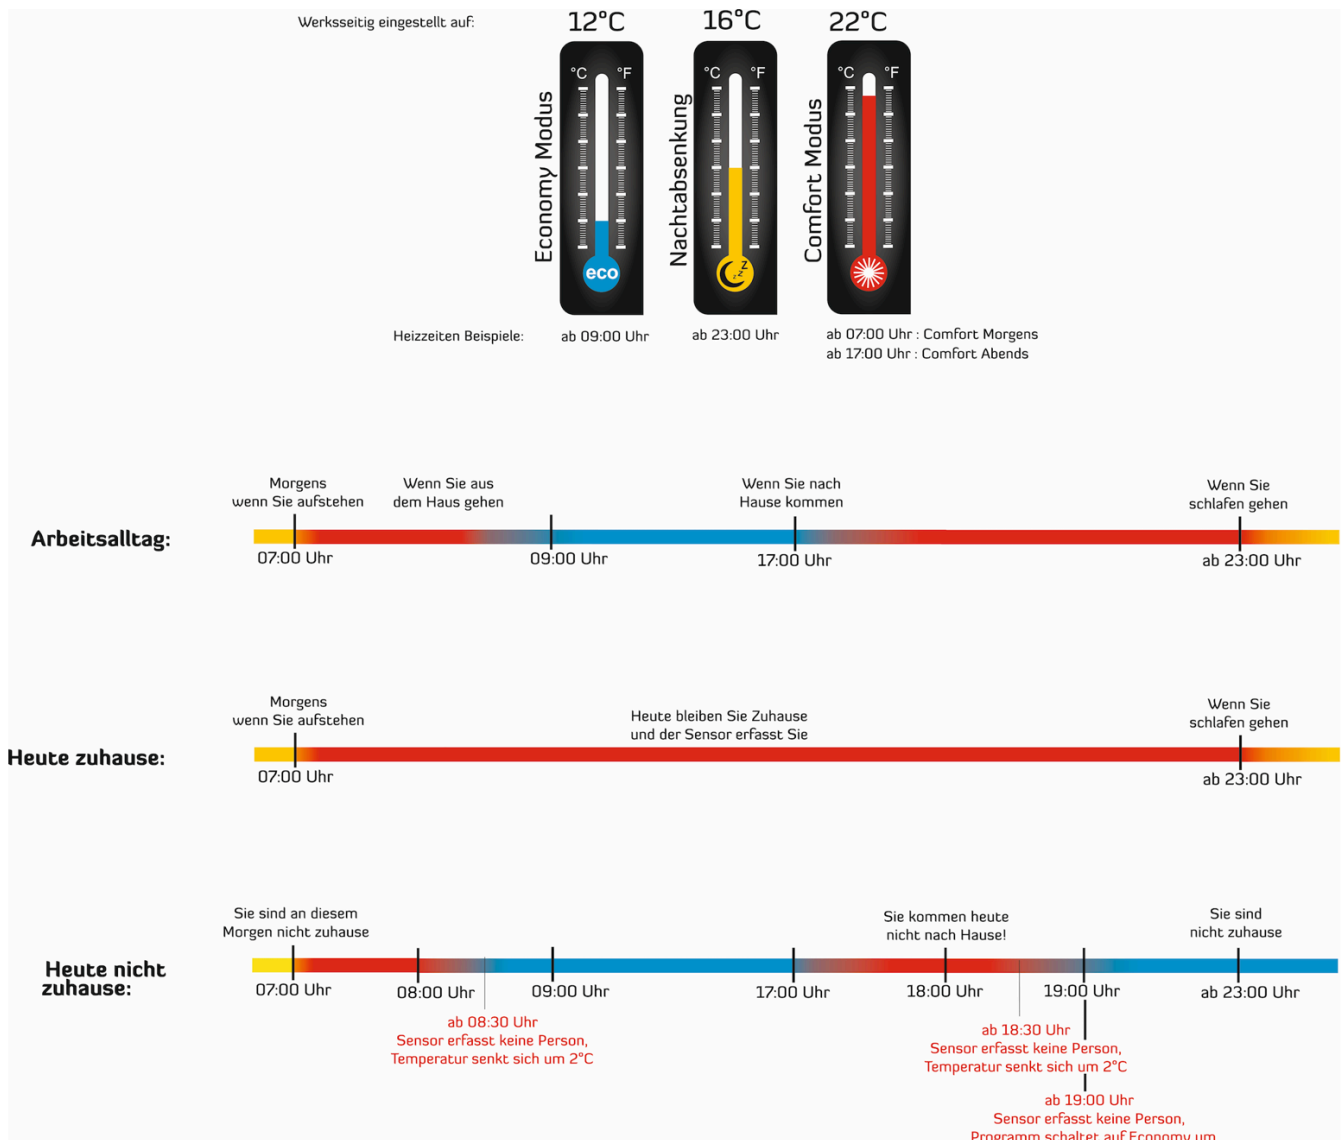 Werksseitig eingestellt auf: 12°C 16°C 22°C
Economy Modus
°C °F
eco
Nachtabsenkung
°C °F
z z z
Comfort Modus
°C °F
Heizzeiten Beispiele: ab 09:00 Uhr ab 23:00 Uhr ab 07:00 Uhr : Comfort Morgens
ab 17:00 Uhr : Comfort Abends
Arbeitsalltag:
Morgens
wenn Sie aufstehen
07:00 Uhr
Wenn Sie aus
dem Haus gehen
09:00 Uhr
Wenn Sie nach
Hause kommen
17:00 Uhr
Wenn Sie
schlafen gehen
ab 23:00 Uhr
Heute zuhause:
Morgens
wenn Sie aufstehen
07:00 Uhr
Heute bleiben Sie Zuhause
und der Sensor erfasst Sie
Wenn Sie
schlafen gehen
ab 23:00 Uhr
Heute nicht
zuhause:
Sie sind an diesem
Morgen nicht zuhause
07:00 Uhr
08:00 Uhr
ab 08:30 Uhr
Sensor erfasst keine Person,
Temperatur senkt sich um 2°C
09:00 Uhr
17:00 Uhr
Sie kommen heute
nicht nach Hause!
18:00 Uhr
ab 18:30 Uhr
Sensor erfasst keine Person,
Temperatur senkt sich um 2°C
19:00 Uhr
ab 19:00 Uhr
Sensor erfasst keine Person,
Programm schaltet auf Economy um
Sie sind
nicht zuhause
ab 23:00 Uhr